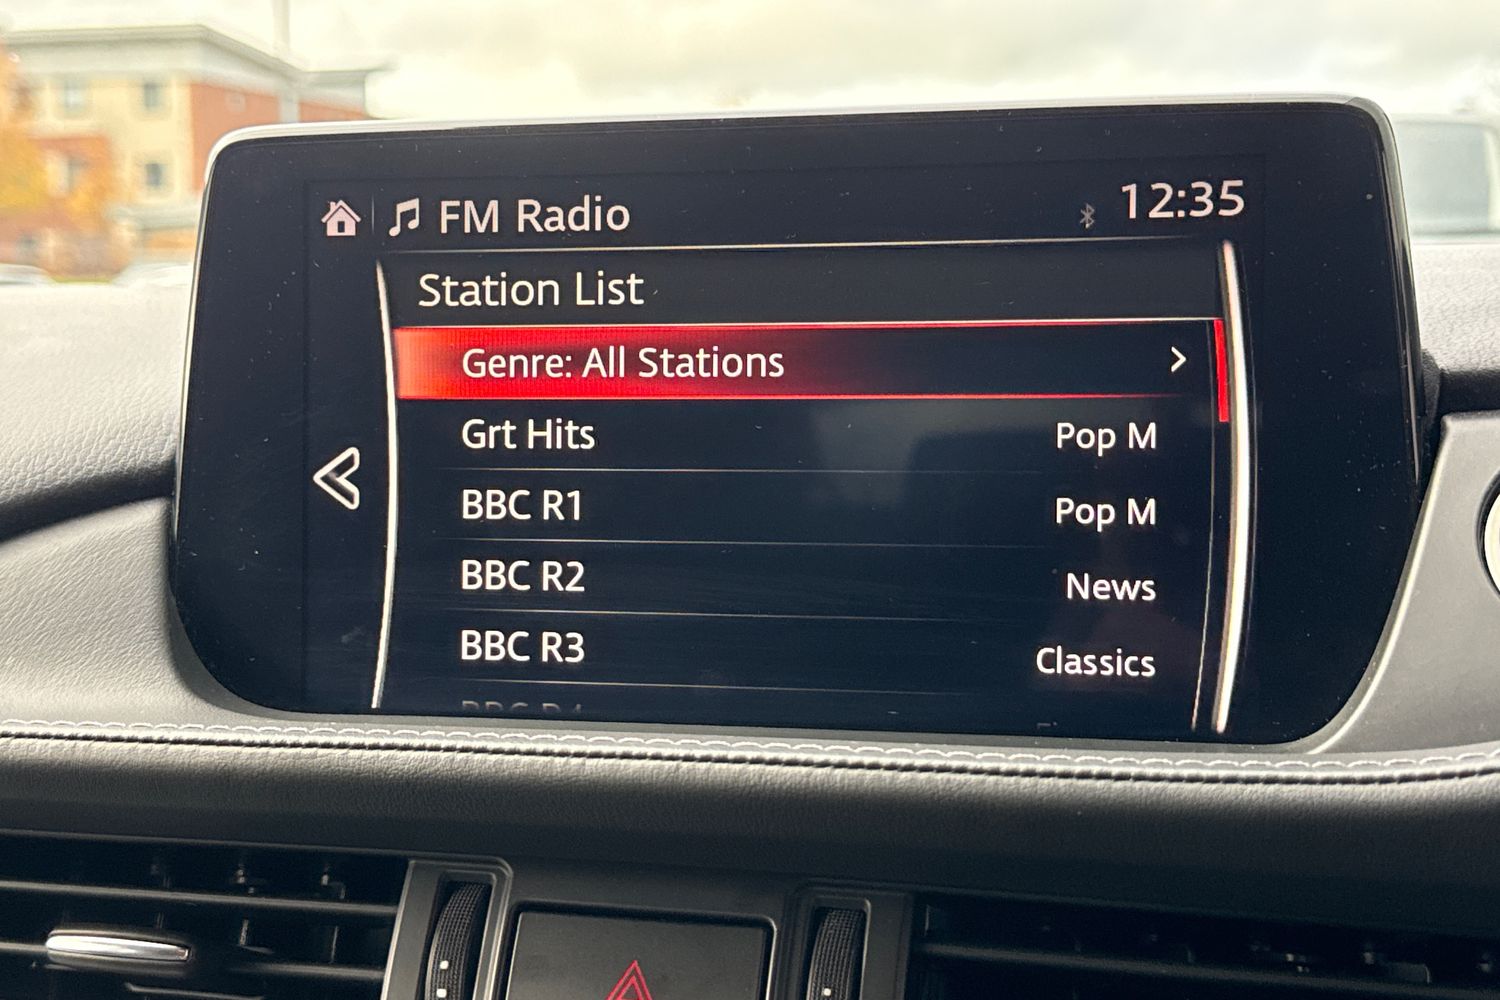 FM Radio 12:35
Station List
Genre: All Stations
Grt Hits Pop M
BBC R1 Pop M
BBC R2 News
BBC R3 Classics